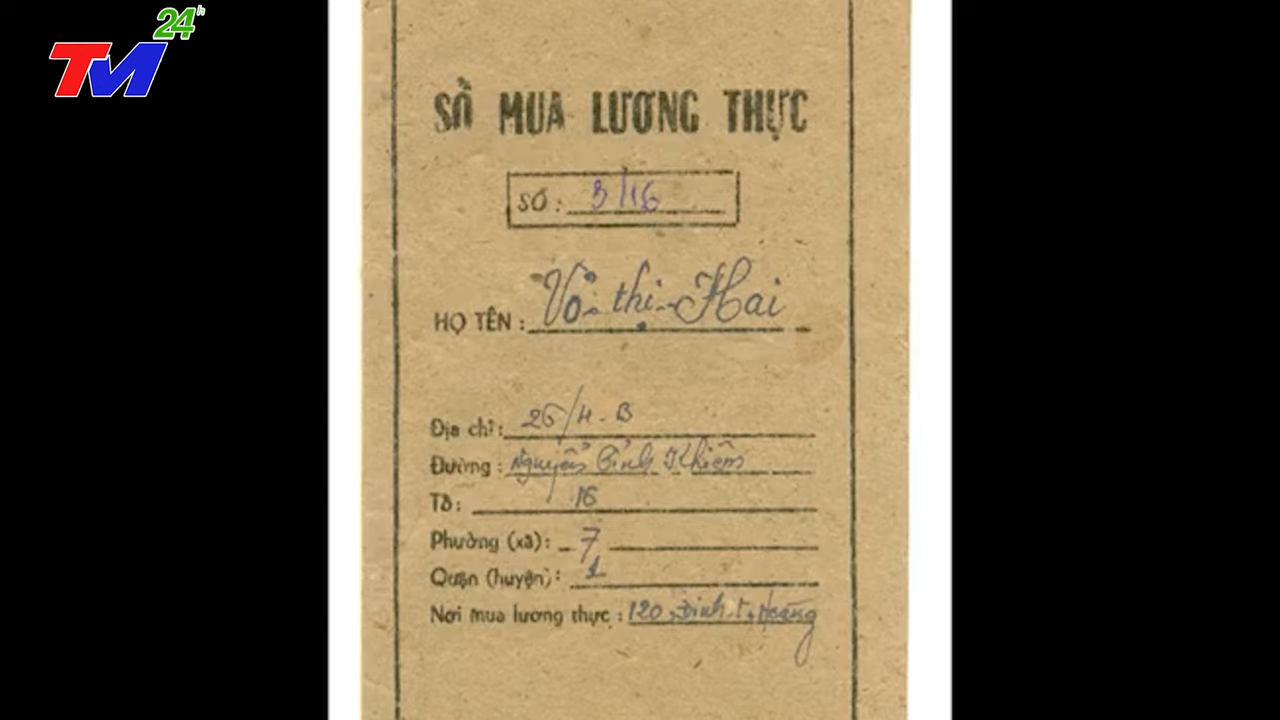 TM 24h
SỔ MUA LƯƠNG THỰC
SỐ: 3/16
HỌ TÊN: Võ thị Hai
Địa chỉ: 26/4.B
Đường: Nguyễn Bỉnh Khiêm
Tổ: 16
Phường (xã): 7
Quận (huyện): 1
Nơi mua lương thực: 120 Đinh T. Hoàng